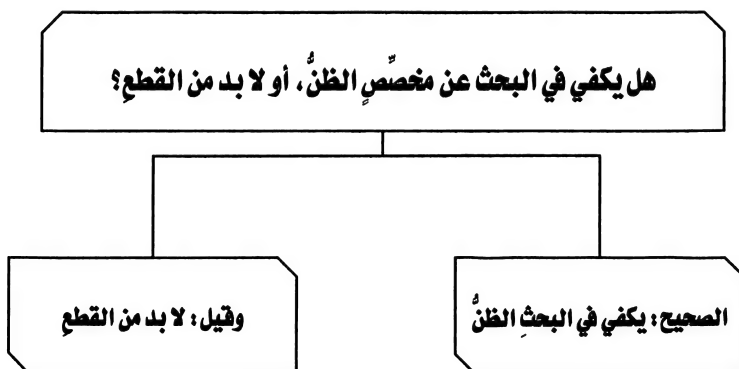 هل يكفي في البحث عن مخصِّصٍ الظنُّ، أو لا بد من القطعِ؟
الصحيح: يكفي في البحثِ الظنُّ
وقيل: لا بد من القطعِ